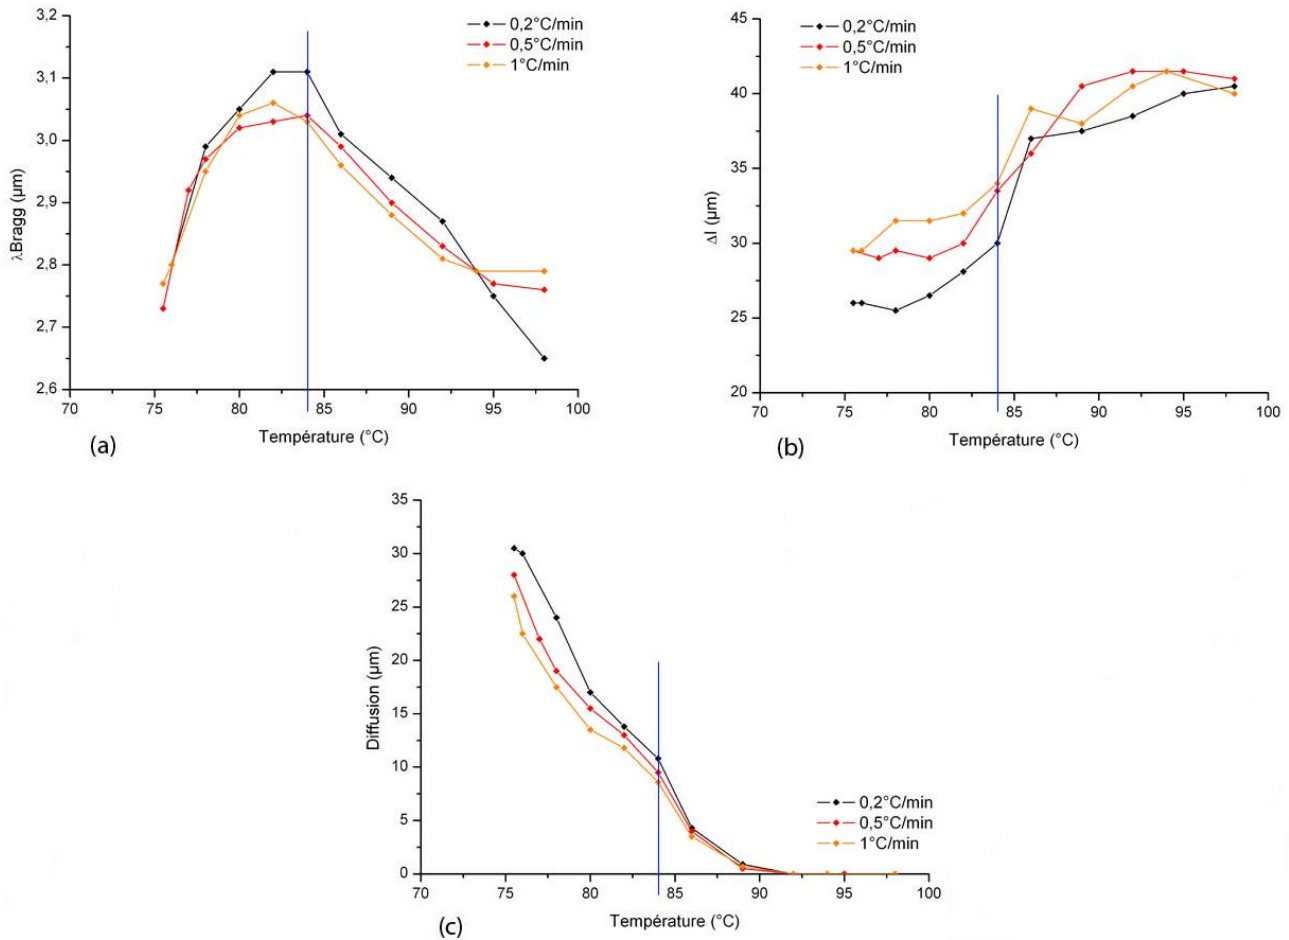 3,2
3,1
3,0
2,9
2,8
2,7
2,6
λBragg (µm)
0,2°C/min
0,5°C/min
1°C/min
70 75 80 85 90 95 100
Température (°C)
(a)
45
40
35
30
25
20
Δl (µm)
0,2°C/min
0,5°C/min
1°C/min
70 75 80 85 90 95 100
Température (°C)
(b)
35
30
25
20
15
10
5
0
Diffusion (µm)
0,2°C/min
0,5°C/min
1°C/min
70 75 80 85 90 95 100
Température (°C)
(c)